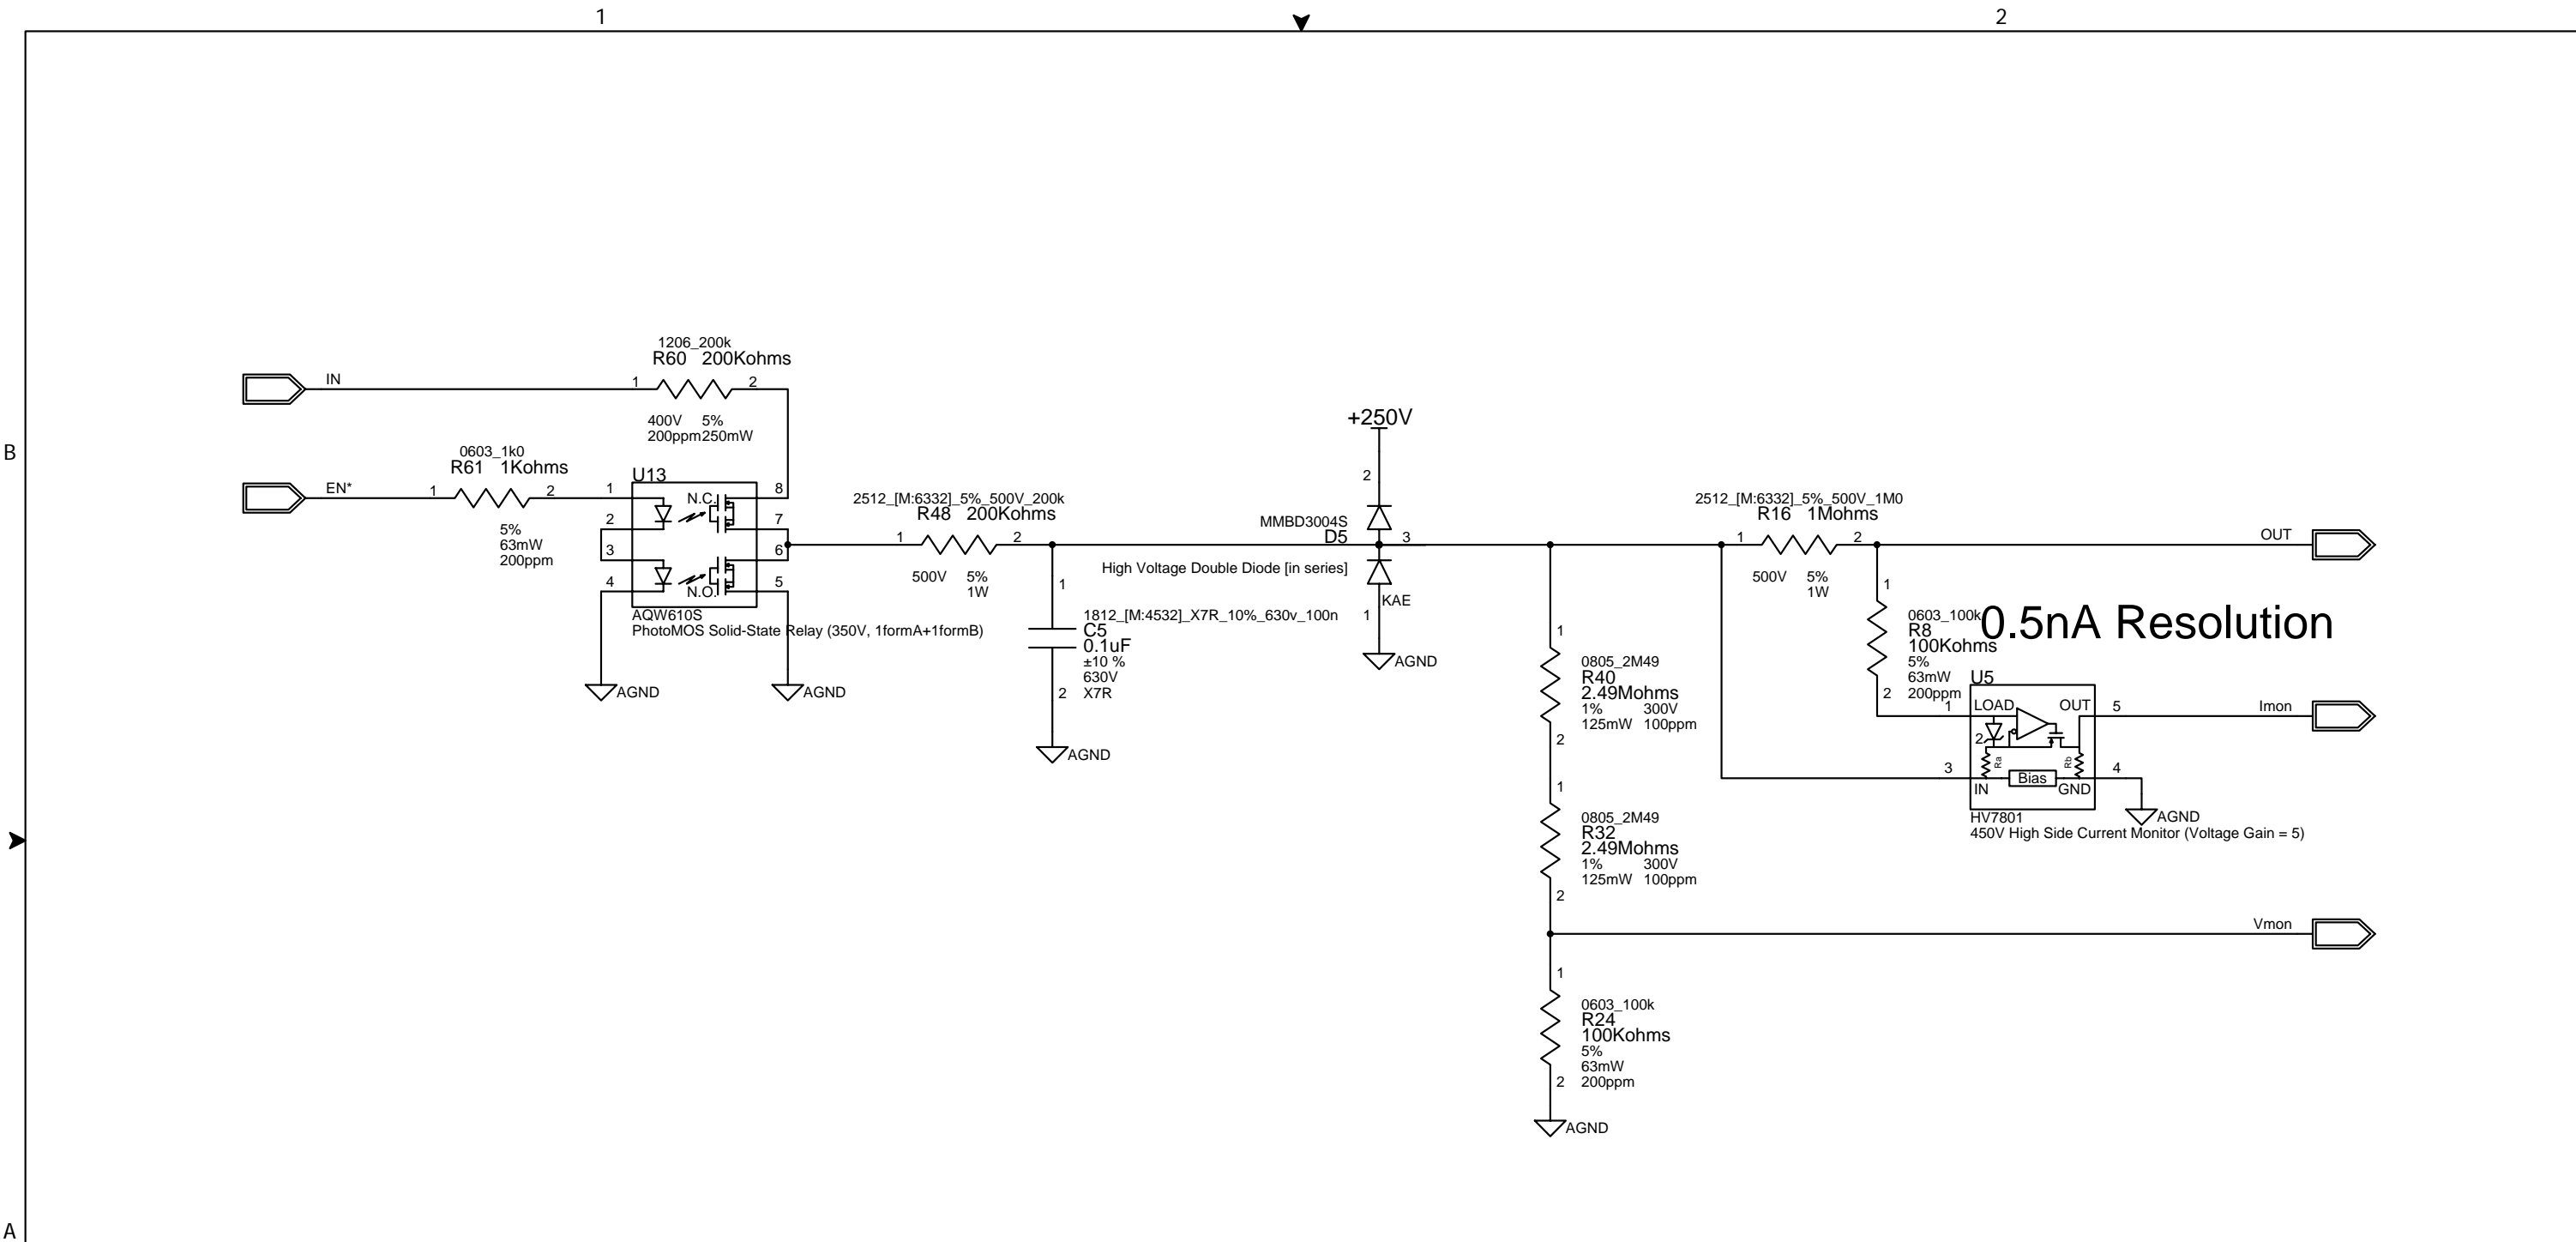 1
2
B
A
1206_200k
R60 200Kohms
IN
1
2
400V 5%
200ppm250mW
0603_1k0
R61 1Kohms
EN*
1
2
5%
63mW
200ppm
U13
1
2
3
4
N.C.
N.O.
8
7
6
5
AQW610S
PhotoMOS Solid-State Relay (350V, 1formA+1formB)
AGND
AGND
2512_[M:6332]_5%_500V_200k
R48 200Kohms
1
2
500V 5%
1W
1
1812_[M:4532]_X7R_10%_630v_100n
C5
0.1uF
±10 %
630V
2 X7R
AGND
+250V
2
MMBD3004S
D5
3
High Voltage Double Diode [in series]
KAE
1
AGND
1
0805_2M49
R40
2.49Mohms
1% 300V
125mW 100ppm
2
1
0805_2M49
R32
2.49Mohms
1% 300V
125mW 100ppm
2
1
0603_100k
R24
100Kohms
5%
63mW
2 200ppm
AGND
2512_[M:6332]_5%_500V_1M0
R16 1Mohms
1
2
500V 5%
1W
OUT
1
0603_100k
R8
100Kohms
5%
63mW
2 200ppm
0.5nA Resolution
U5
1
LOAD OUT
5
Imon
2
Ra
Rb
3
Bias
4
IN GND
AGND
HV7801
450V High Side Current Monitor (Voltage Gain = 5)
Vmon